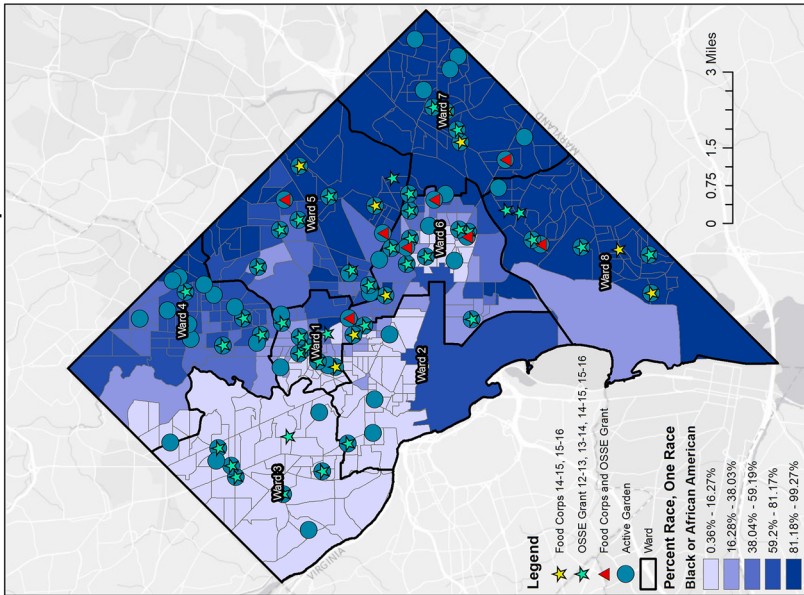 Ward 7
MARYLAND
3 Miles
1.5
0.75
0
Ward 5
Ward 6
Ward 8
Ward 4
Ward 1
Ward 2
Ward 3
VIRGINIA
Legend
Food Corps 14-15, 15-16
OSSE Grant 12-13, 13-14, 14-15, 15-16
Food Corps and OSSE Grant
Active Garden
Ward
Percent Race, One Race
Black or African American
0.36% - 16.27%
16.28% - 38.03%
38.04% - 59.19%
59.2% - 81.17%
81.18% - 99.27%